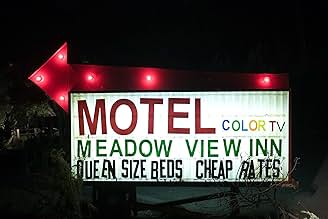 MOTEL COLOR TV
MEADOW VIEW INN
QUEEN SIZE BEDS CHEAP RATES